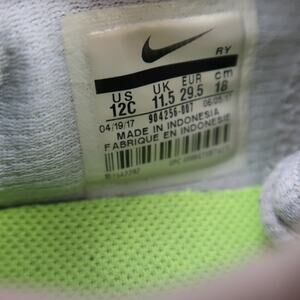 RY
US UK EUR cm
12C 11.5 29.5 18
04/19/17 904256-007 06/05/17
MADE IN INDONESIA
FABRIQUE EN INDONESIE